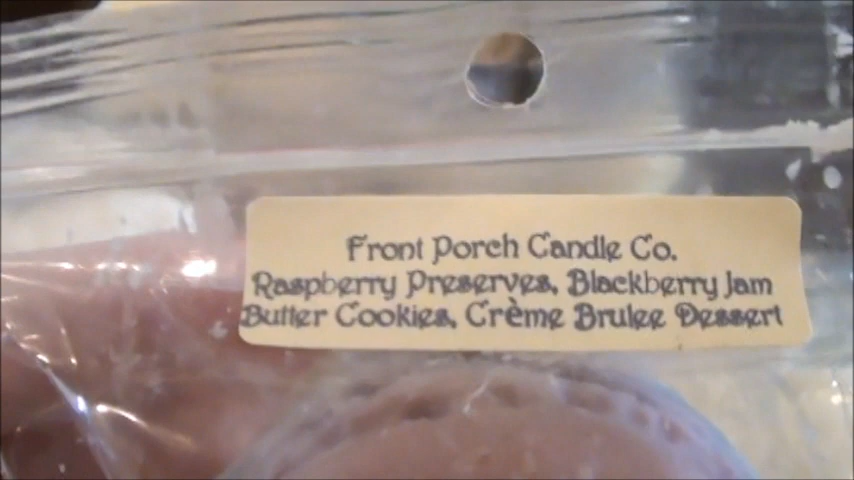 Front Porch Candle Co.
Raspberry Preserves, Blackberry Jam
Butter Cookies, Crème Brulee Dessert